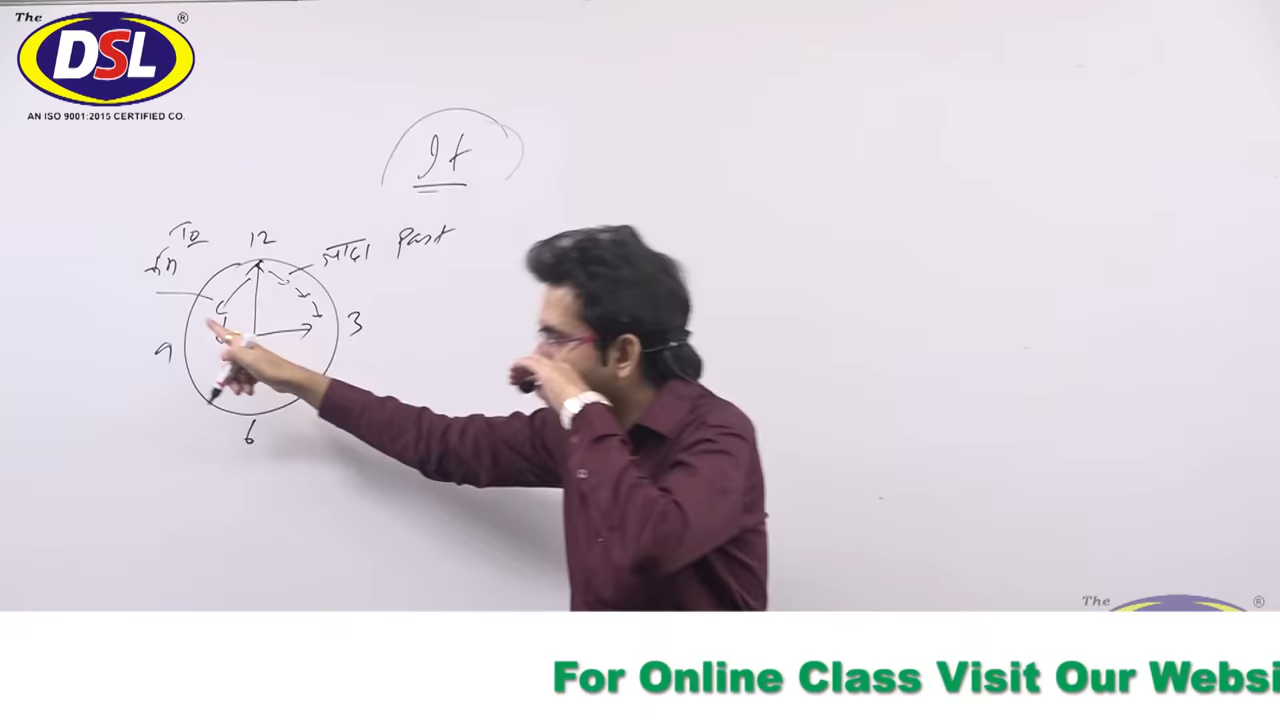 The
DSL
®
AN ISO 9001:2015 CERTIFIED CO.
It
To
12
Past
3
9
6
The
®
For Online Class Visit Our Websi